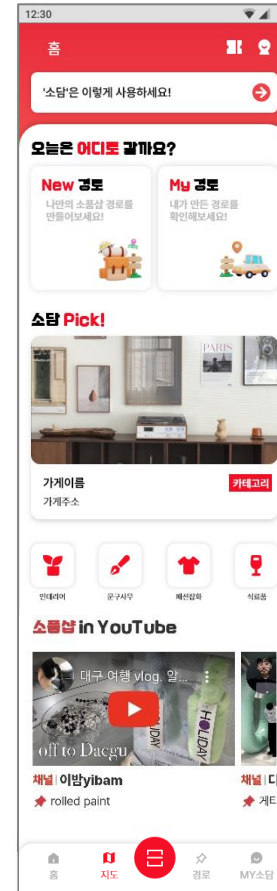 12:30
홈
'소담'은 이렇게 사용하세요!
오늘은 어디로 갈까요?
New 경로
나만의 소품샵 경로를
만들어보세요!
My 경로
내가 만든 경로를
확인해보세요!
소담 Pick!
PARIS
가게이름
카테고리
가게주소
인테리어
문구사무
패션잡화
식료품
소품샵 in YouTube
대구 여행 vlog. 알...
HOLIDAY
HOLIDAY
off to Daegu
채널 | 이밤yibam
rolled paint
채널 | 디
게트
홈
지도
경로
MY소담